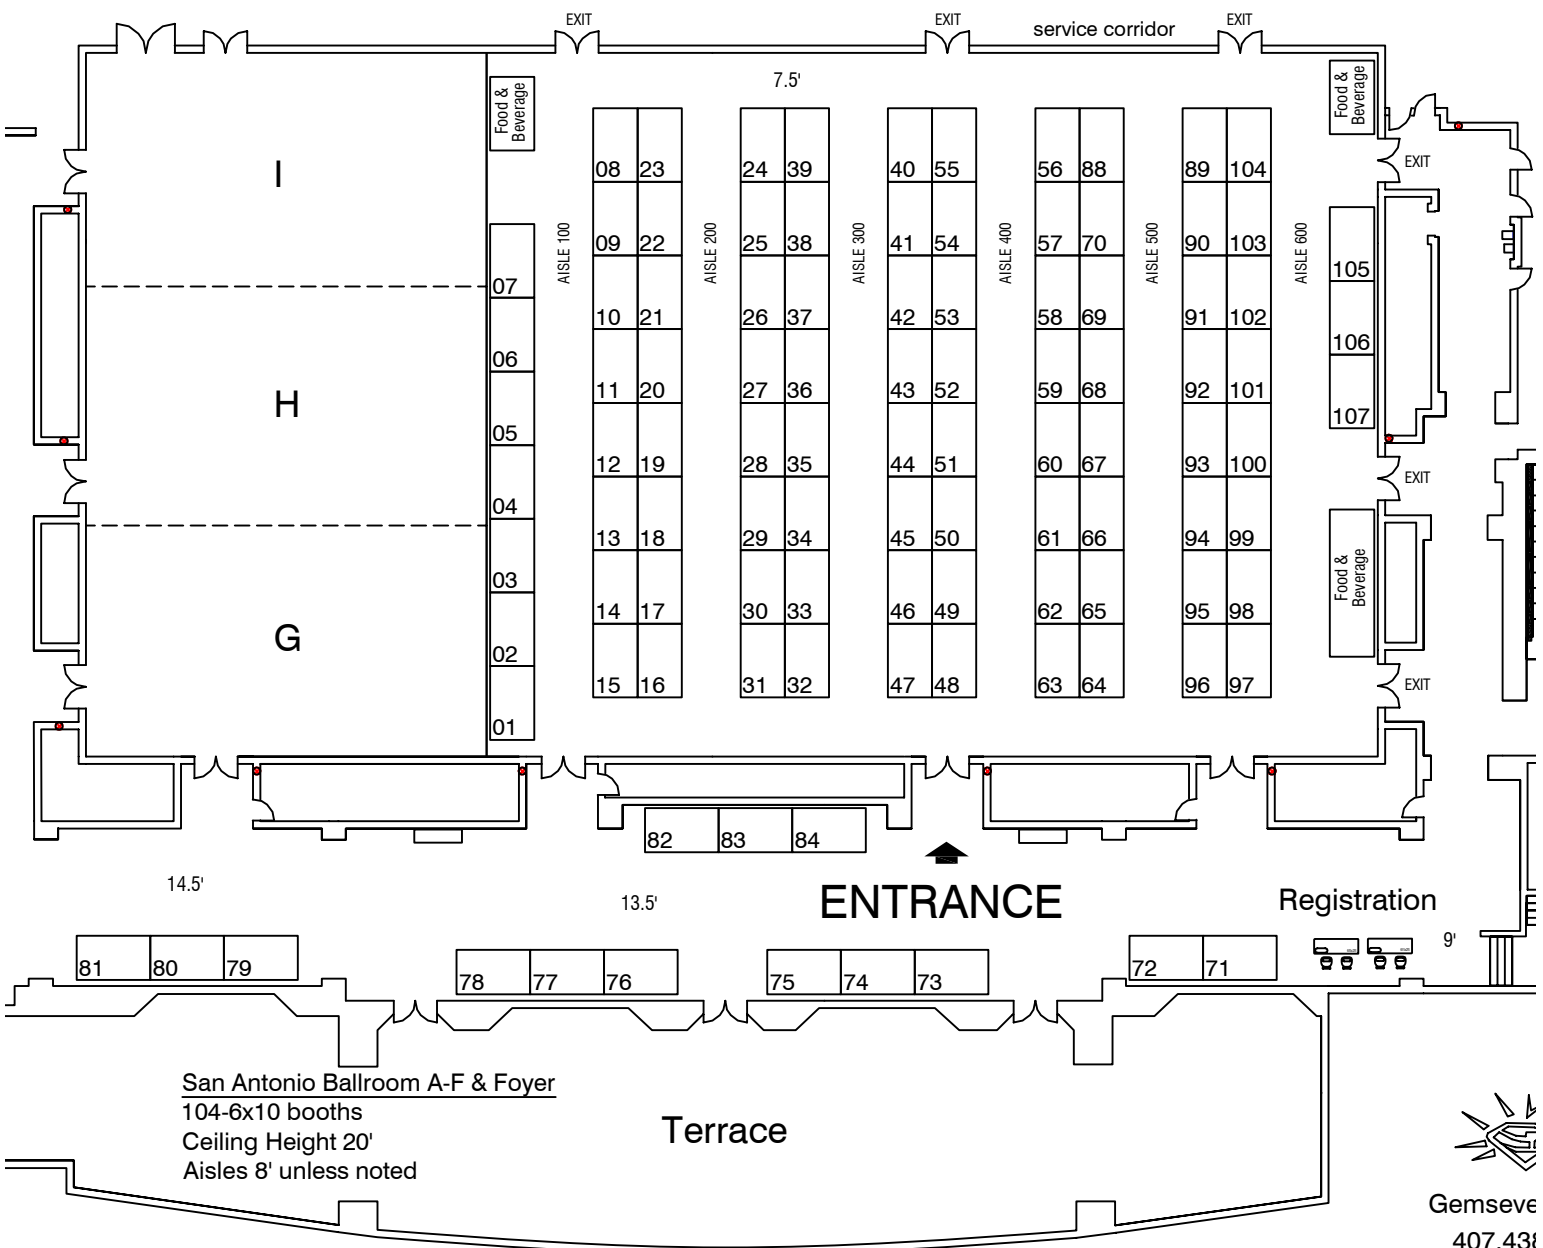 EXIT
EXIT
EXIT
service corridor
7.5'
Food &
Beverage
Food &
Beverage
I
08 23 24 39 40 55 56 88 89 104
EXIT
AISLE 100
AISLE 200
AISLE 300
AISLE 400
AISLE 500
AISLE 600
09 22 25 38 41 54 57 70 90 103
105
07
10 21 26 37 42 53 58 69 91 102
106
06
11 20 27 36 43 52 59 68 92 101
H
107
05
12 19 28 35 44 51 60 67 93 100
EXIT
04
13 18 29 34 45 50 61 66 94 99
Food &
Beverage
03
14 17 30 33 46 49 62 65 95 98
G
02
15 16 31 32 47 48 63 64 96 97
EXIT
01
82 83 84
14.5'
13.5'
ENTRANCE
Registration
9'
81 80 79
78 77 76
75 74 73
72 71
San Antonio Ballroom A-F & Foyer
104-6x10 booths
Ceiling Height 20'
Aisles 8' unless noted
Terrace
Gemseve
407.438